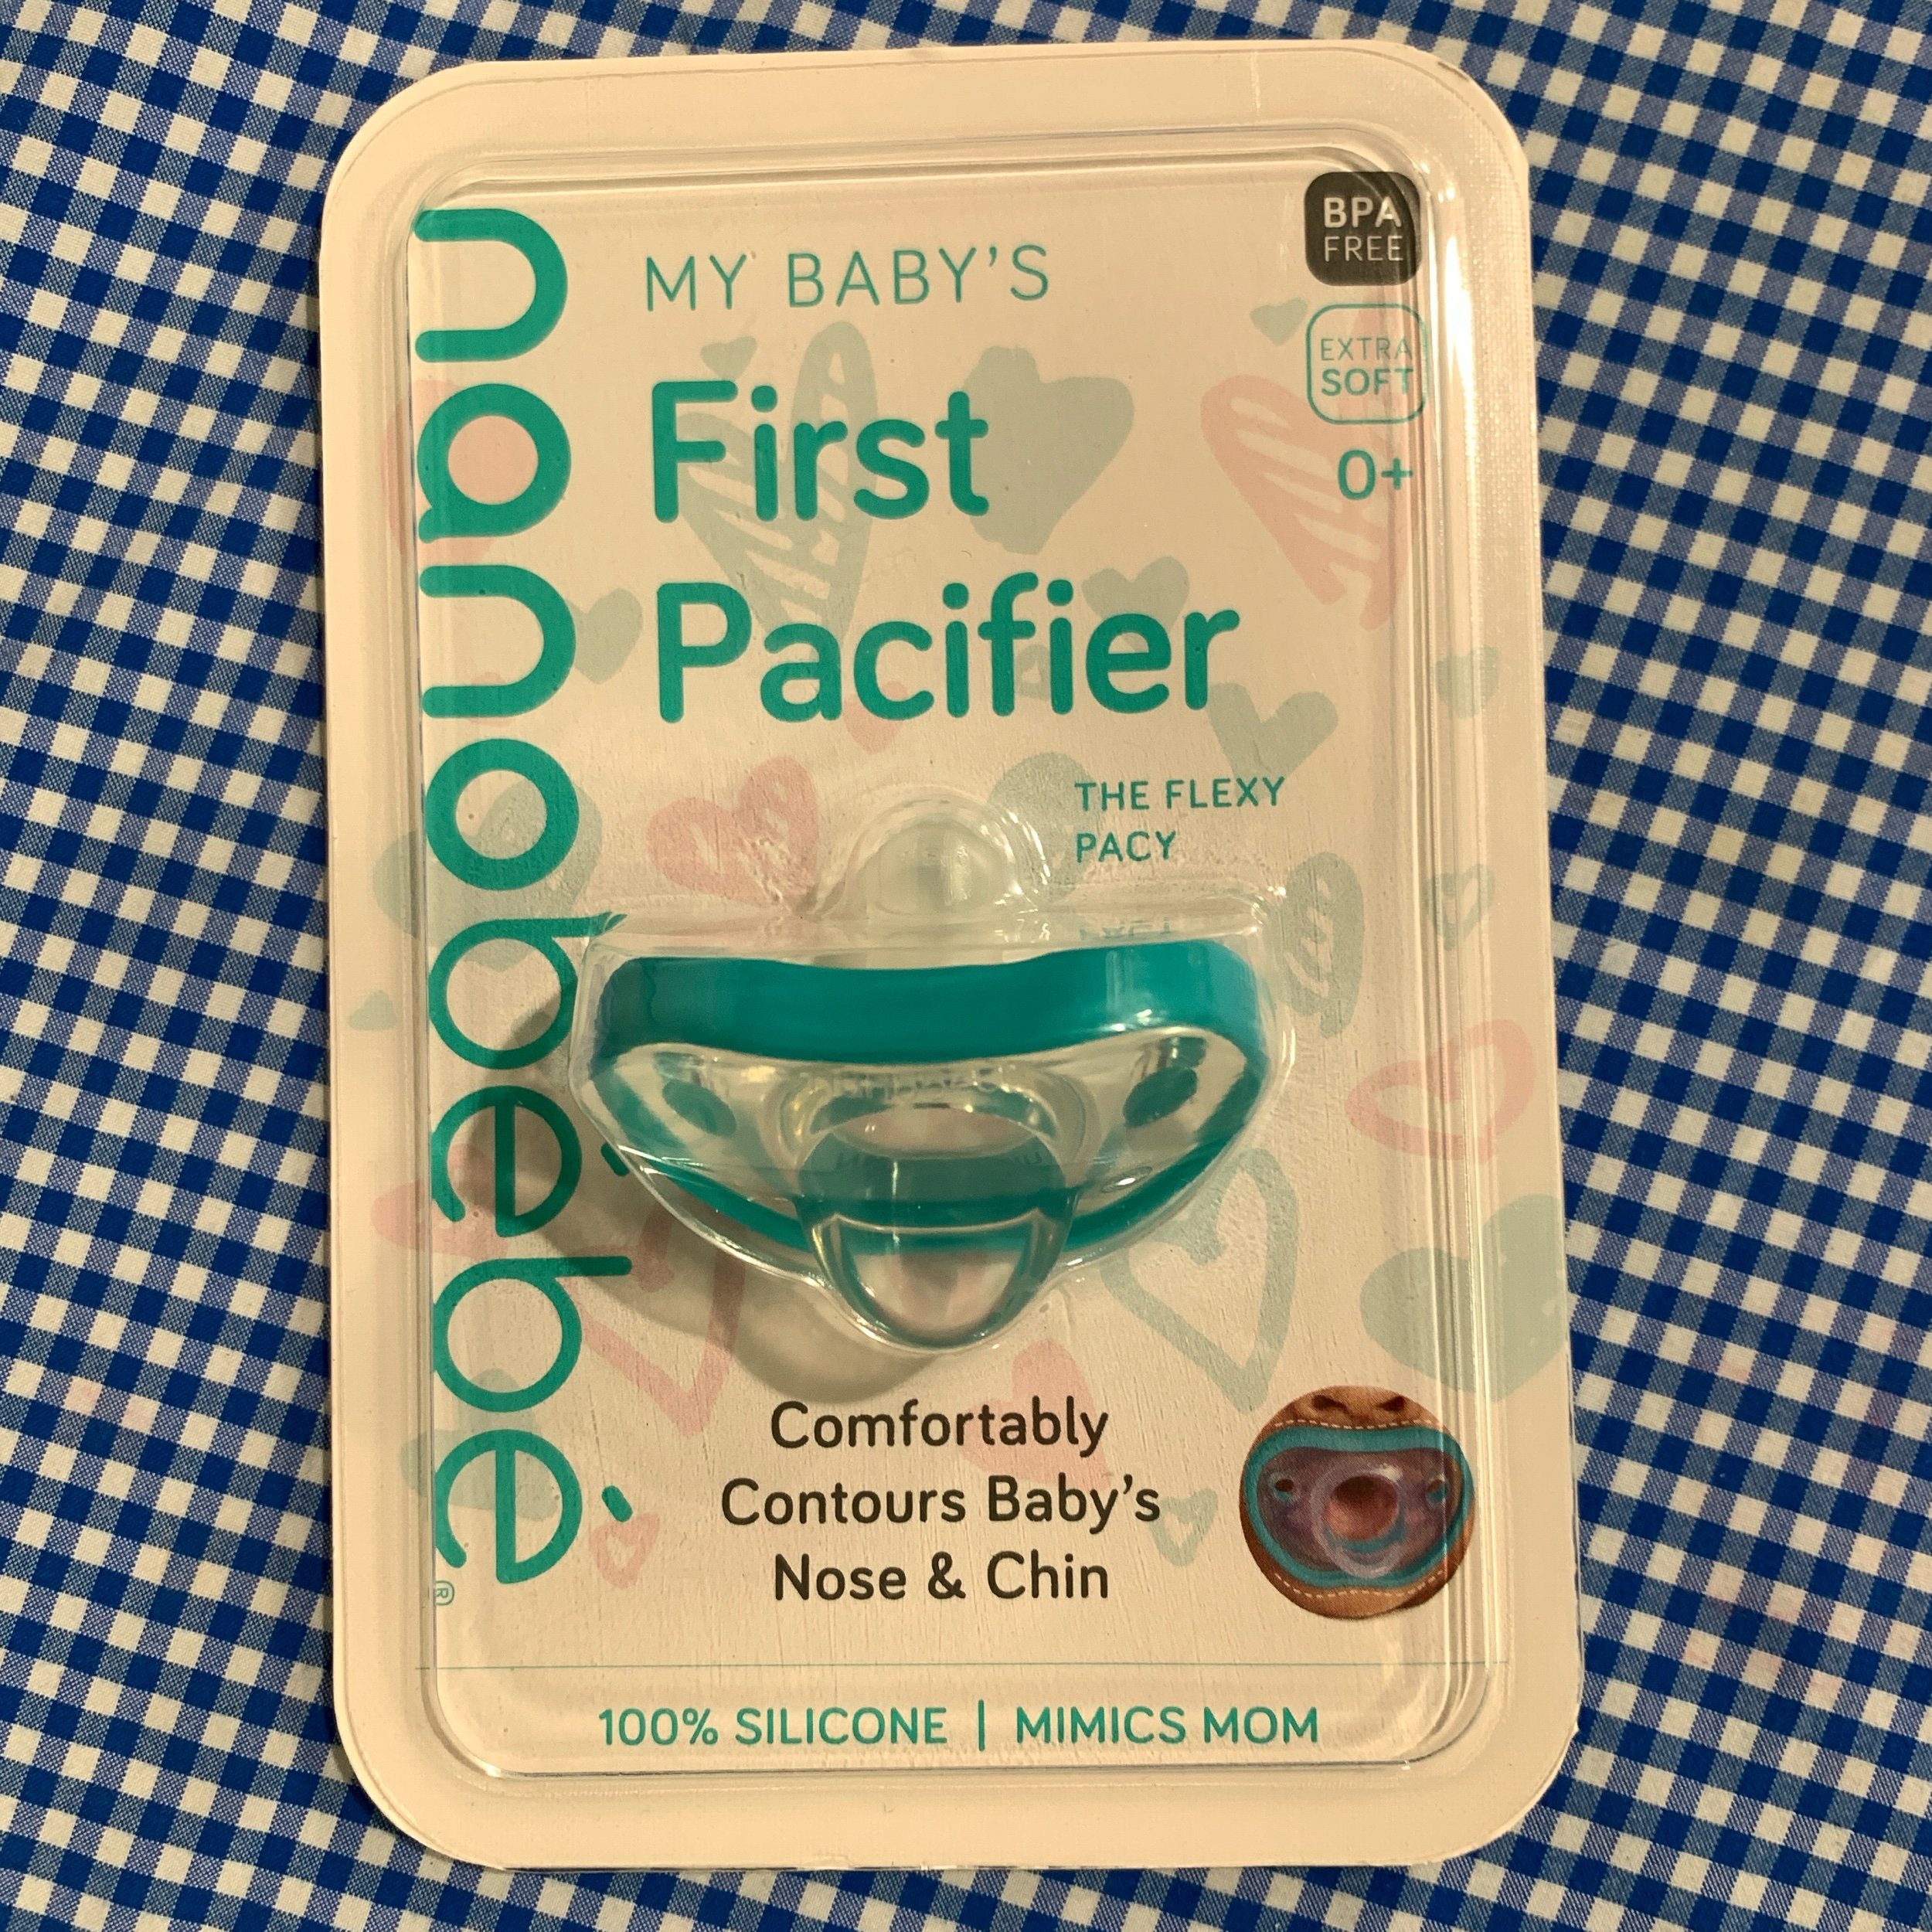 nanobébé
®
MY BABY'S
First
Pacifier
BPA
FREE
EXTRA
SOFT
0+
THE FLEXY
PACY
Comfortably
Contours Baby's
Nose & Chin
100% SILICONE | MIMICS MOM